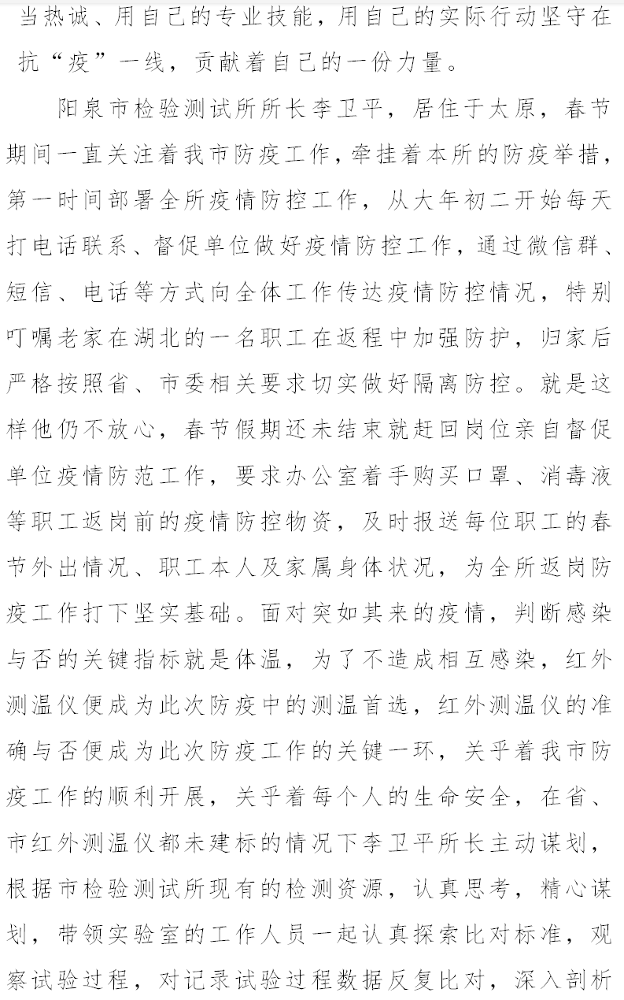 当热诚、用自己的专业技能，用自己的实际行动坚守在
抗“疫”一线，贡献着自己的一份力量。
阳泉市检验测试所所长李卫平，居住于太原，春节
期间一直关注着我市防疫工作，牵挂着本所的防疫举措，
第一时间部署全所疫情防控工作，从大年初二开始每天
打电话联系、督促单位做好疫情防控工作，通过微信群、
短信、电话等方式向全体工作传达疫情防控情况，特别
叮嘱老家在湖北的一名职工在返程中加强防护，归家后
严格按照省、市委相关要求切实做好隔离防控。就是这
样他仍不放心，春节假期还未结束就赶回岗位亲自督促
单位疫情防范工作，要求办公室着手购买口罩、消毒液
等职工返岗前的疫情防控物资，及时报送每位职工的春
节外出情况、职工本人及家属身体状况，为全所返岗防
疫工作打下坚实基础。面对突如其来的疫情，判断感染
与否的关键指标就是体温，为了不造成相互感染，红外
测温仪便成为此次防疫中的测温首选，红外测温仪的准
确与否便成为此次防疫工作的关键一环，关乎着我市防
疫工作的顺利开展，关乎着每个人的生命安全，在省、
市红外测温仪都未建标的情况下李卫平所长主动谋划，
根据市检验测试所现有的检测资源，认真思考，精心谋
划，带领实验室的工作人员一起认真探索比对标准，观
察试验过程，对记录试验过程数据反复比对，深入剖析